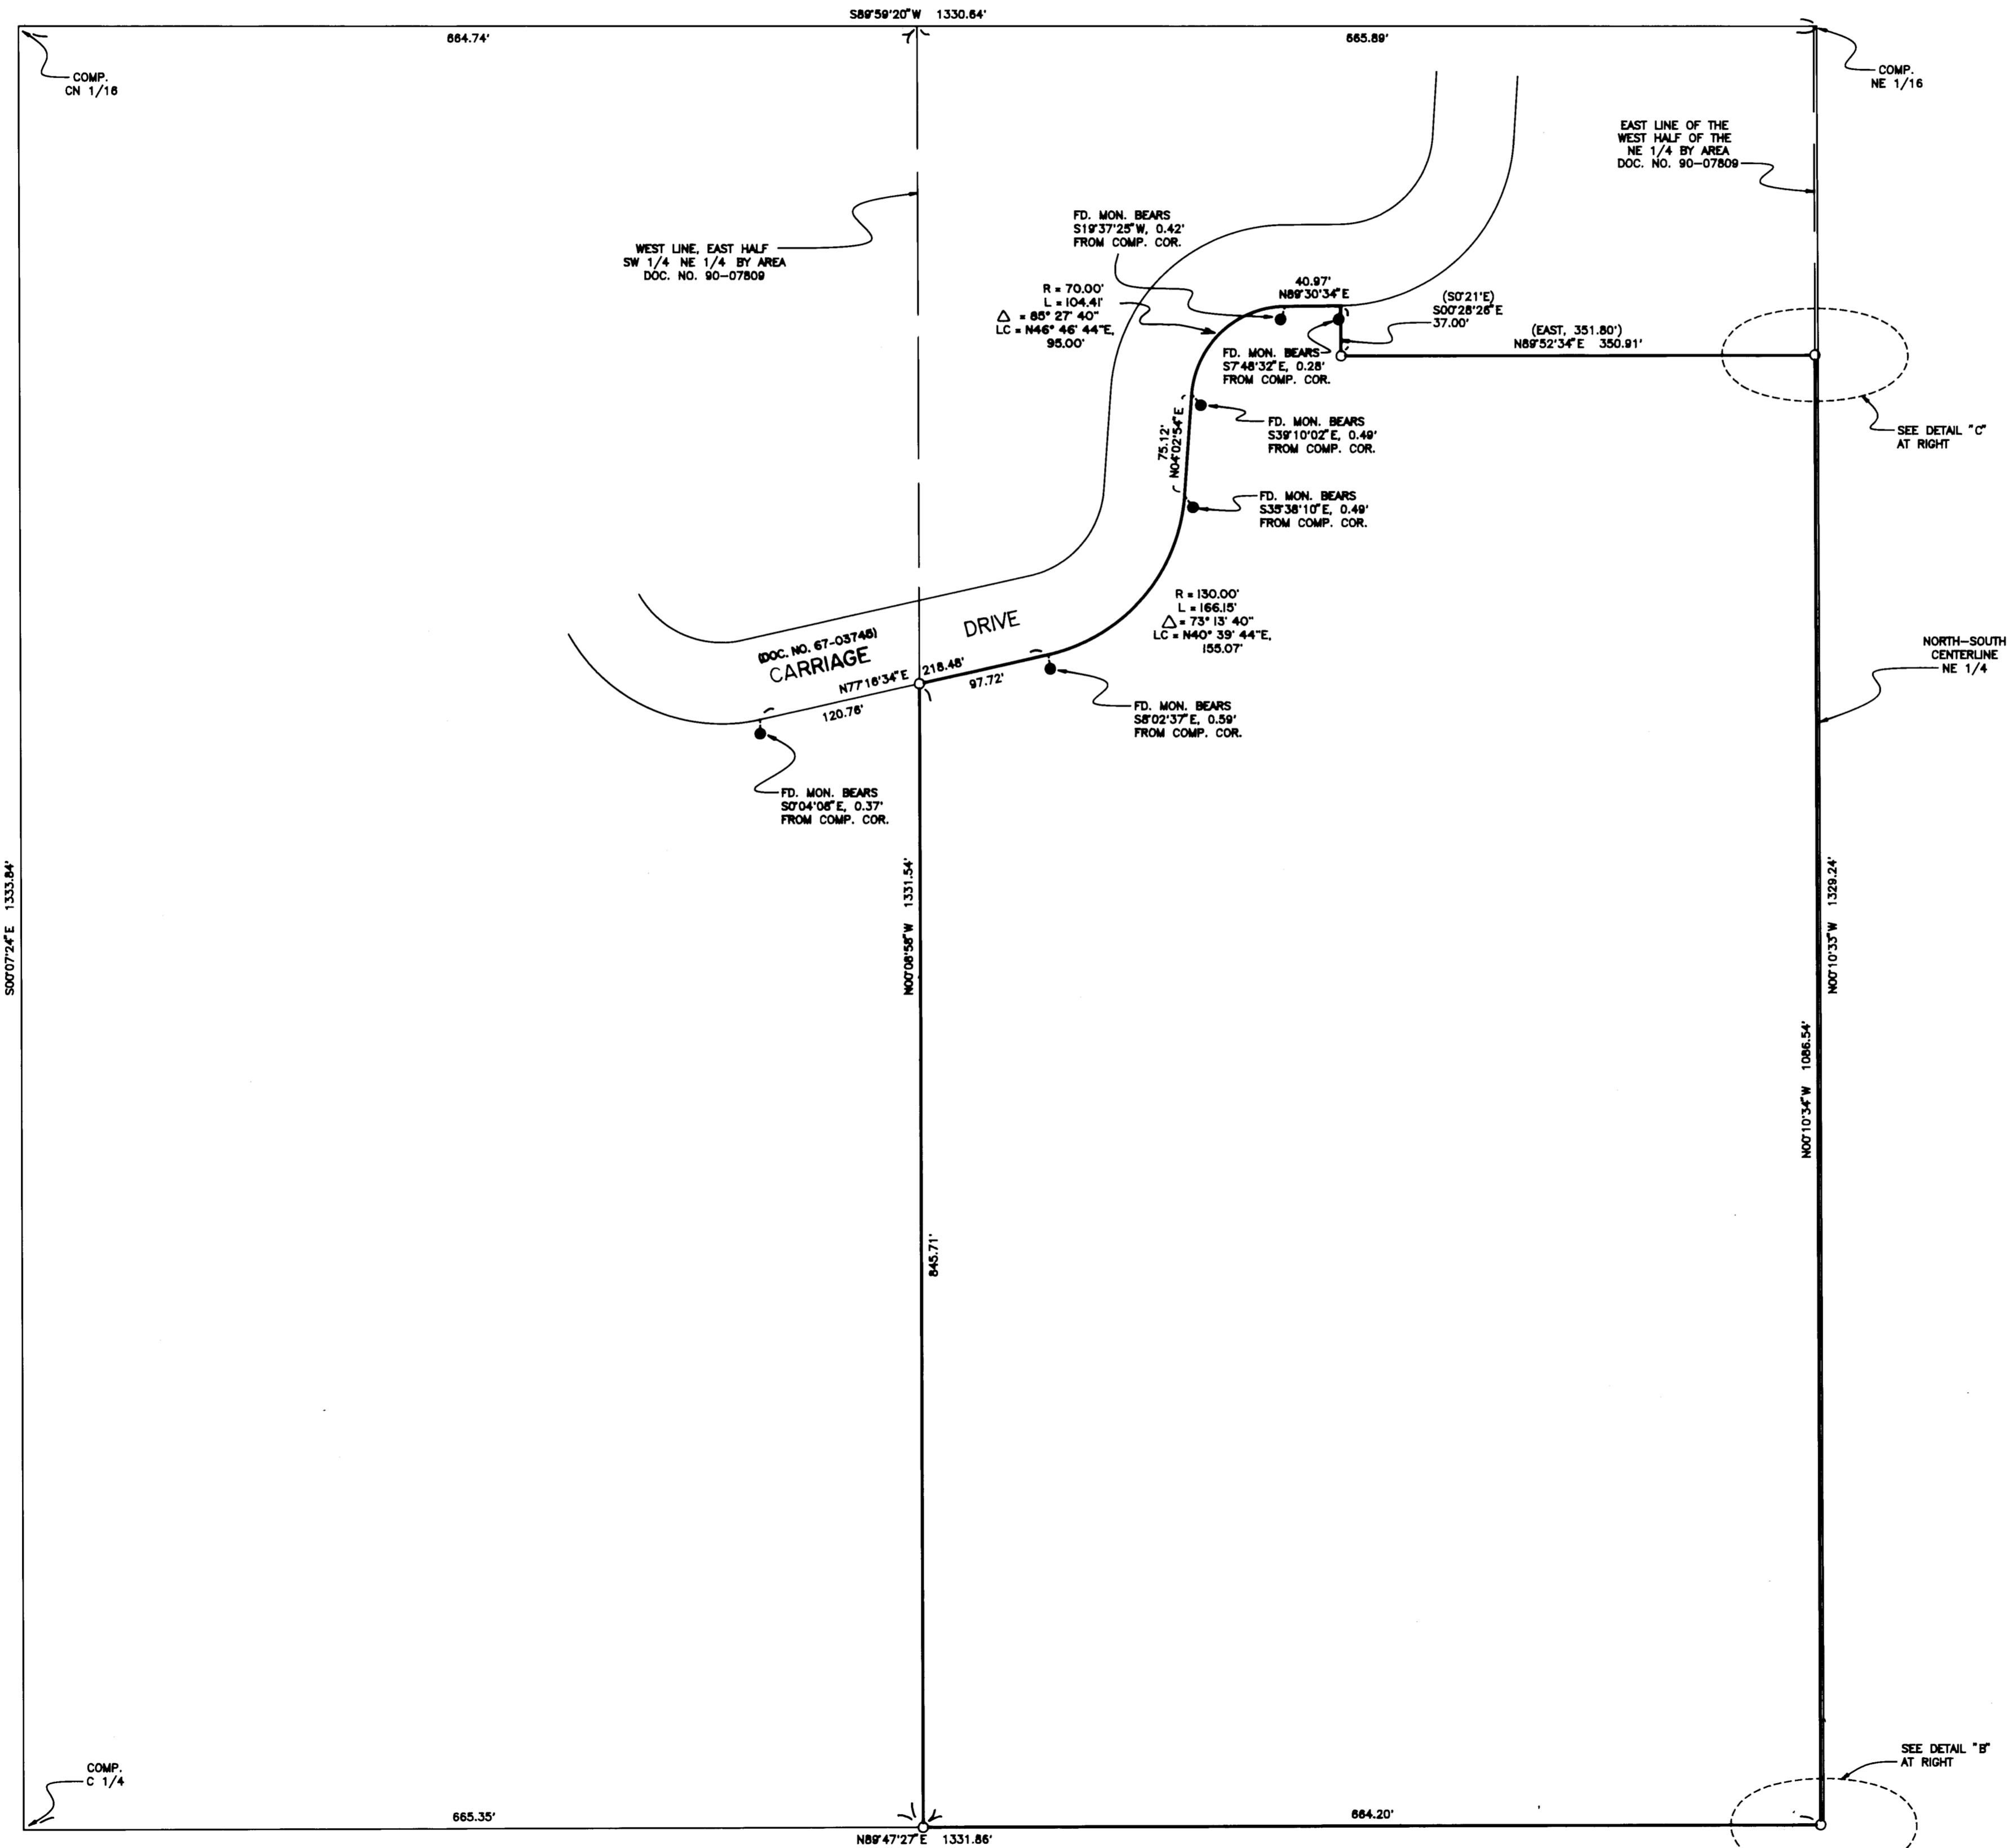 S89°59'20"W 1330.64'
664.74'
665.89'
COMP.
CN 1/16
COMP.
NE 1/16
EAST LINE OF THE
WEST HALF OF THE
NE 1/4 BY AREA
DOC. NO. 90-07809
WEST LINE, EAST HALF
SW 1/4 NE 1/4 BY AREA
DOC. NO. 90-07809
FD. MON. BEARS
S19°37'25"W, 0.42'
FROM COMP. COR.
R = 70.00'
L = 104.41'
△ = 85° 27' 40"
LC = N46° 46' 44"E,
95.00'
40.97'
N89°30'34"E
(S0°21'E)
S00°28'26"E
37.00'
(EAST, 351.80')
N89°52'34"E 350.91'
FD. MON. BEARS
S7°48'32"E, 0.28'
FROM COMP. COR.
FD. MON. BEARS
S39°10'02"E, 0.49'
FROM COMP. COR.
SEE DETAIL "C"
AT RIGHT
75.12'
N04°02'54"E
FD. MON. BEARS
S35°38'10"E, 0.49'
FROM COMP. COR.
R = 130.00'
L = 166.15'
△ = 73° 13' 40"
LC = N40° 39' 44"E,
155.07'
DRIVE
(DOC. NO. 67-03746)
CARRIAGE
N77°16'34"E 218.48'
97.72'
120.76'
NORTH-SOUTH
CENTERLINE
NE 1/4
FD. MON. BEARS
S8°02'37"E, 0.59'
FROM COMP. COR.
FD. MON. BEARS
S0°04'08"E, 0.37'
FROM COMP. COR.
S00°07'24"E 1333.84'
N00°08'58"W 1331.54'
N00°10'33"W 1329.24'
N00°10'34"W 1086.54'
845.71'
SEE DETAIL "B"
AT RIGHT
COMP.
C 1/4
665.35'
664.20'
N89°47'27"E 1331.86'